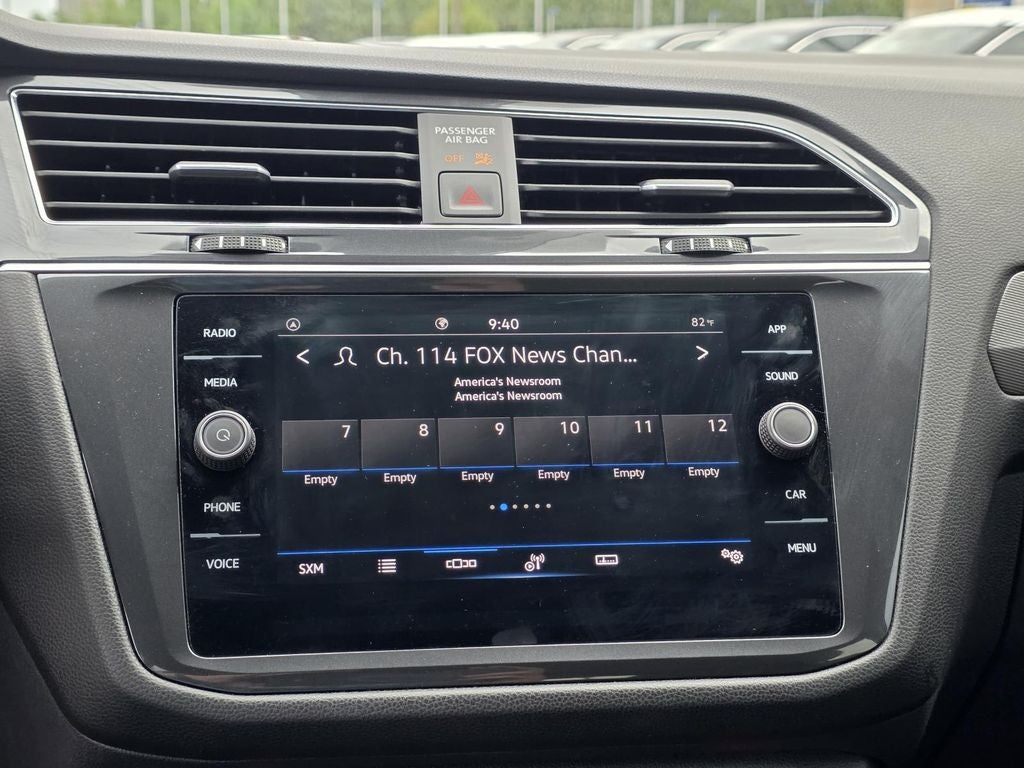 PASSENGER
AIR BAG
OFF
RADIO
MEDIA
PHONE
VOICE
9:40
82°F
< Ch. 114 FOX News Chan... >
America's Newsroom
America's Newsroom
7 8 9 10 11 12
Empty Empty Empty Empty Empty Empty
SXM
APP
SOUND
CAR
MENU